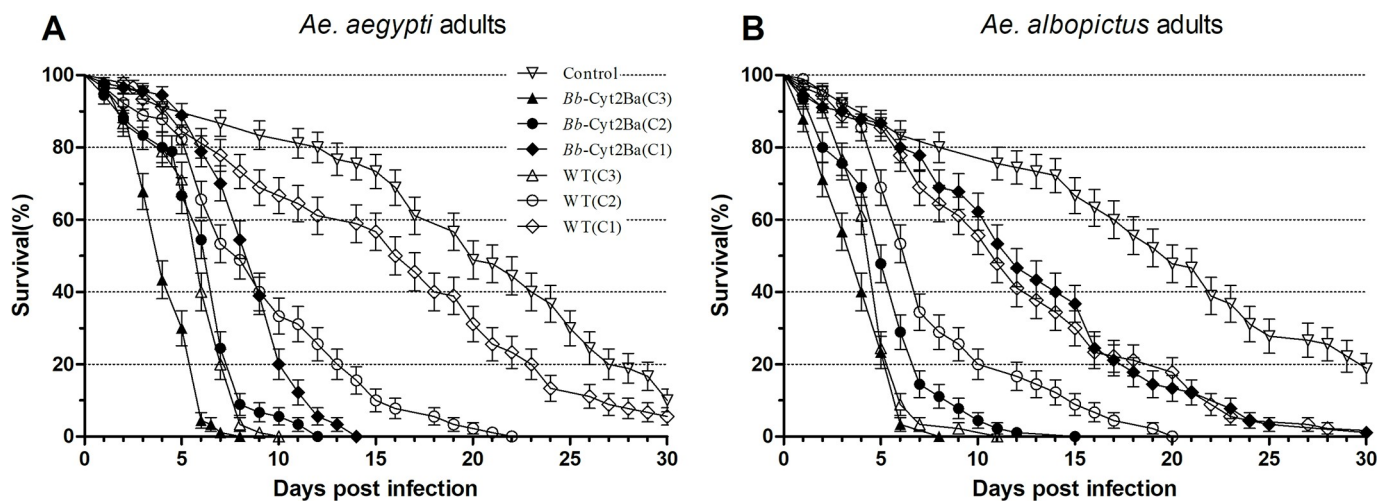 A
Ae. aegypti adults
Survival(%)
100
80
60
40
20
0
Control
Bb-Cyt2Ba(C3)
Bb-Cyt2Ba(C2)
Bb-Cyt2Ba(C1)
WT(C3)
WT(C2)
WT(C1)
0 5 10 15 20 25 30
Days post infection
B
Ae. albopictus adults
Survival(%)
100
80
60
40
20
0
0 5 10 15 20 25 30
Days post infection